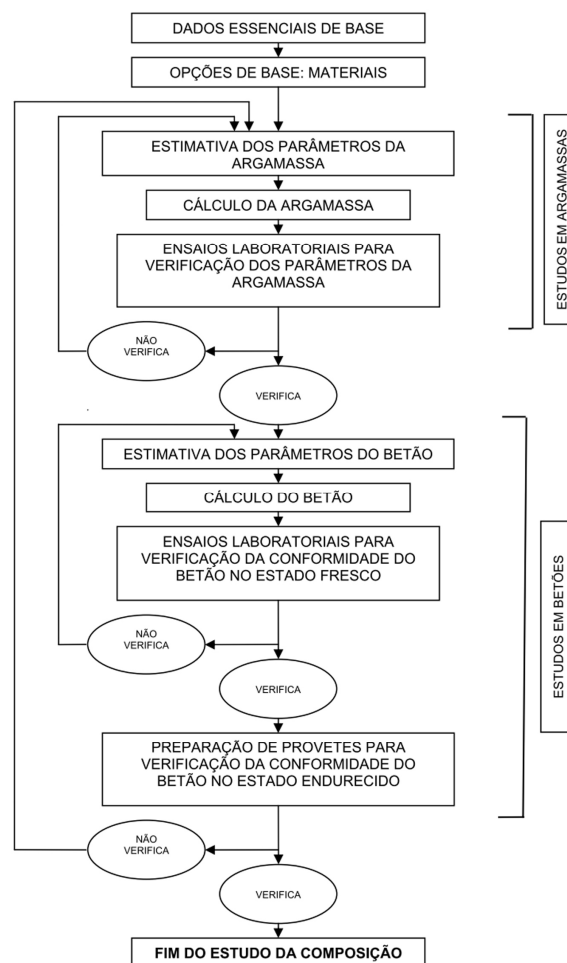 DADOS ESSENCIAIS DE BASE
OPÇÕES DE BASE: MATERIAIS
ESTIMATIVA DOS PARÂMETROS DA
ARGAMASSA
CÁLCULO DA ARGAMASSA
ENSAIOS LABORATORIAIS PARA
VERIFICAÇÃO DOS PARÂMETROS DA
ARGAMASSA
NÃO
VERIFICA
VERIFICA
ESTUDOS EM ARGAMASSAS
ESTIMATIVA DOS PARÂMETROS DO BETÃO
CÁLCULO DO BETÃO
ENSAIOS LABORATORIAIS PARA
VERIFICAÇÃO DA CONFORMIDADE DO
BETÃO NO ESTADO FRESCO
NÃO
VERIFICA
VERIFICA
PREPARAÇÃO DE PROVETES PARA
VERIFICAÇÃO DA CONFORMIDADE DO
BETÃO NO ESTADO ENDURECIDO
ESTUDOS EM BETÕES
NÃO
VERIFICA
VERIFICA
FIM DO ESTUDO DA COMPOSIÇÃO